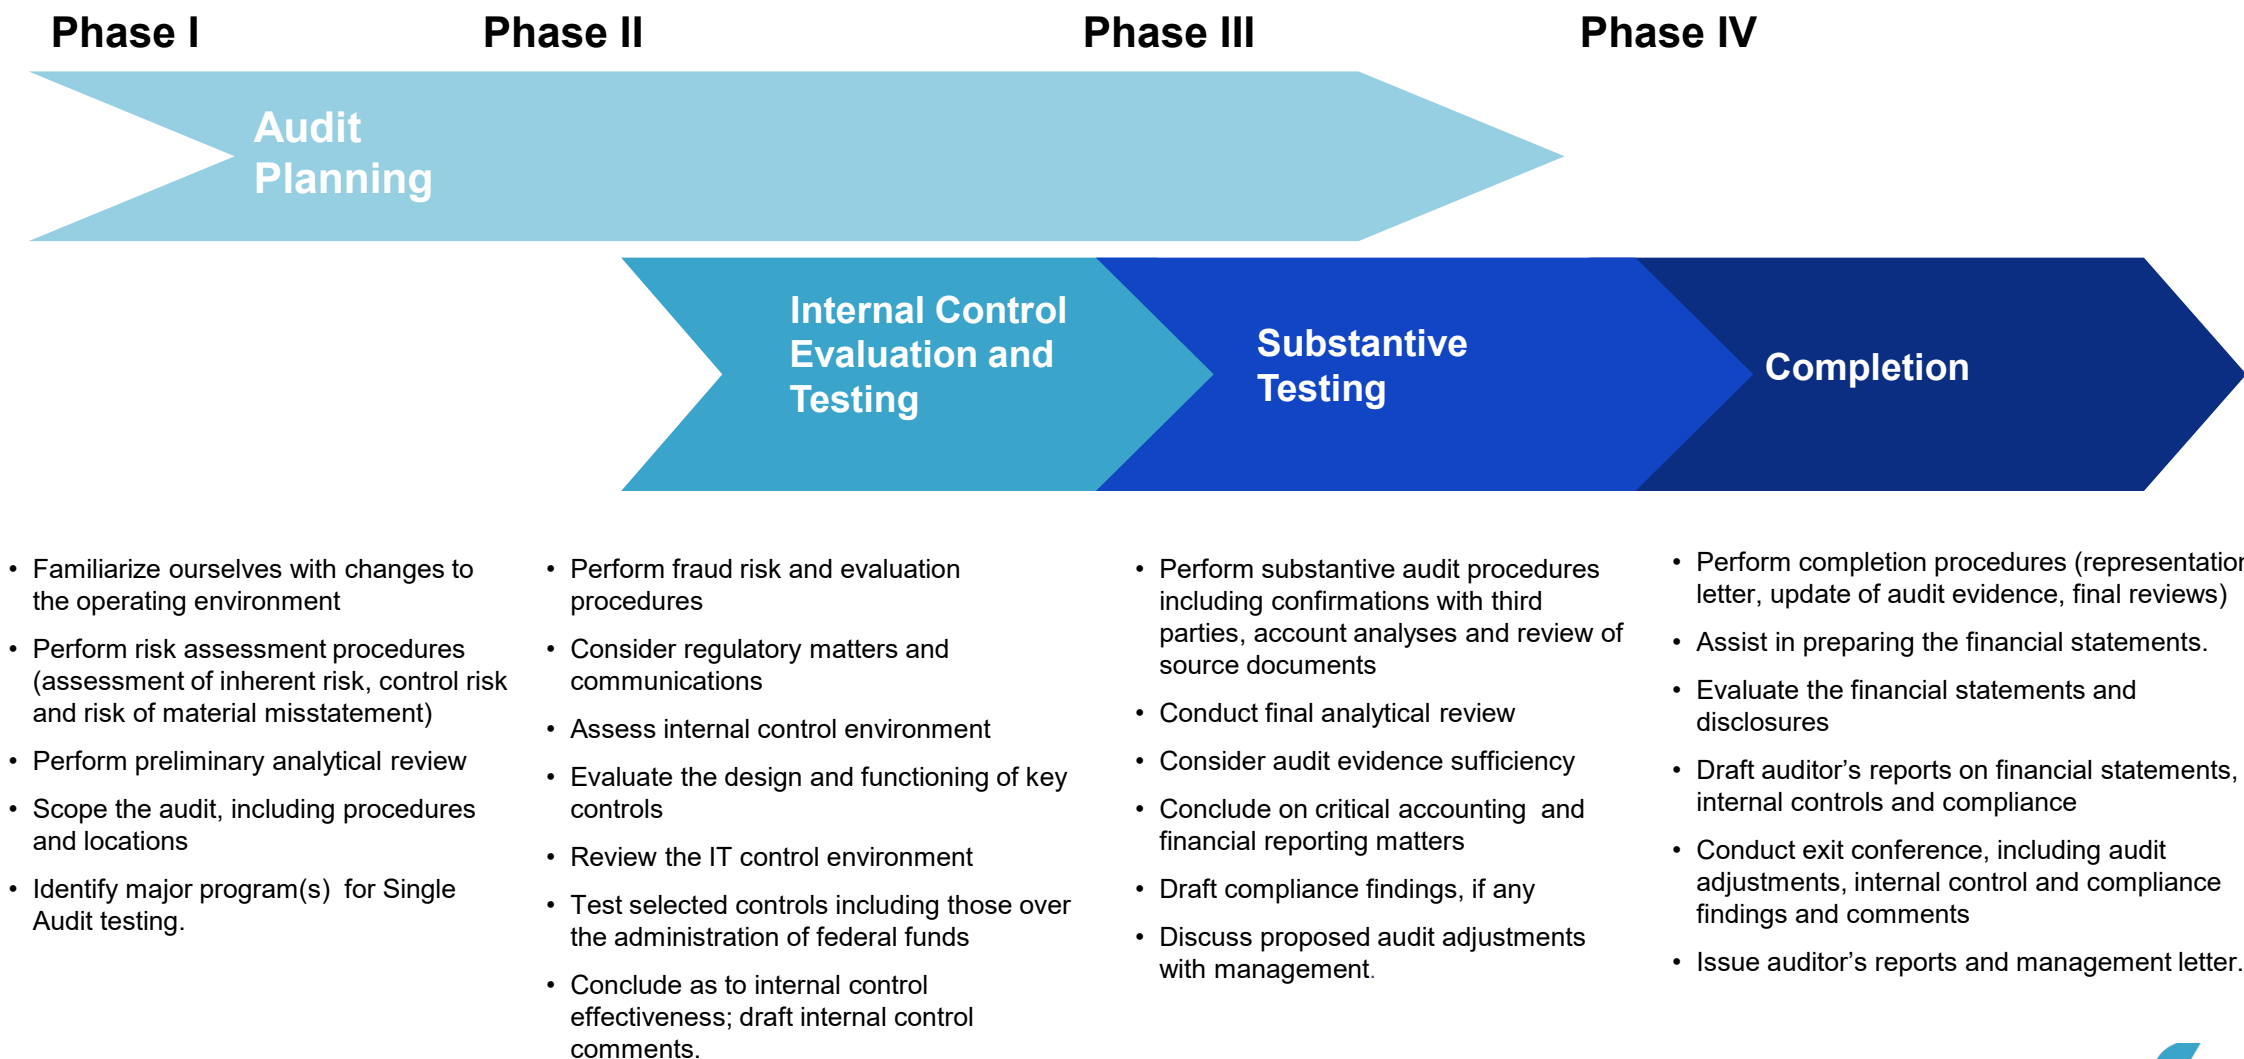 Phase I
Phase II
Phase III
Phase IV
Audit
Planning
Internal Control
Evaluation and
Testing
Substantive
Testing
Completion
• Familiarize ourselves with changes to
the operating environment
• Perform risk assessment procedures
(assessment of inherent risk, control risk
and risk of material misstatement)
• Perform preliminary analytical review
• Scope the audit, including procedures
and locations
• Identify major program(s) for Single
Audit testing.
• Perform fraud risk and evaluation
procedures
• Consider regulatory matters and
communications
• Assess internal control environment
• Evaluate the design and functioning of key
controls
• Review the IT control environment
• Test selected controls including those over
the administration of federal funds
• Conclude as to internal control
effectiveness; draft internal control
comments.
• Perform substantive audit procedures
including confirmations with third
parties, account analyses and review of
source documents
• Conduct final analytical review
• Consider audit evidence sufficiency
• Conclude on critical accounting and
financial reporting matters
• Draft compliance findings, if any
• Discuss proposed audit adjustments
with management.
• Perform completion procedures (representation
letter, update of audit evidence, final reviews)
• Assist in preparing the financial statements.
• Evaluate the financial statements and
disclosures
• Draft auditor’s reports on financial statements,
internal controls and compliance
• Conduct exit conference, including audit
adjustments, internal control and compliance
findings and comments
• Issue auditor’s reports and management letter.